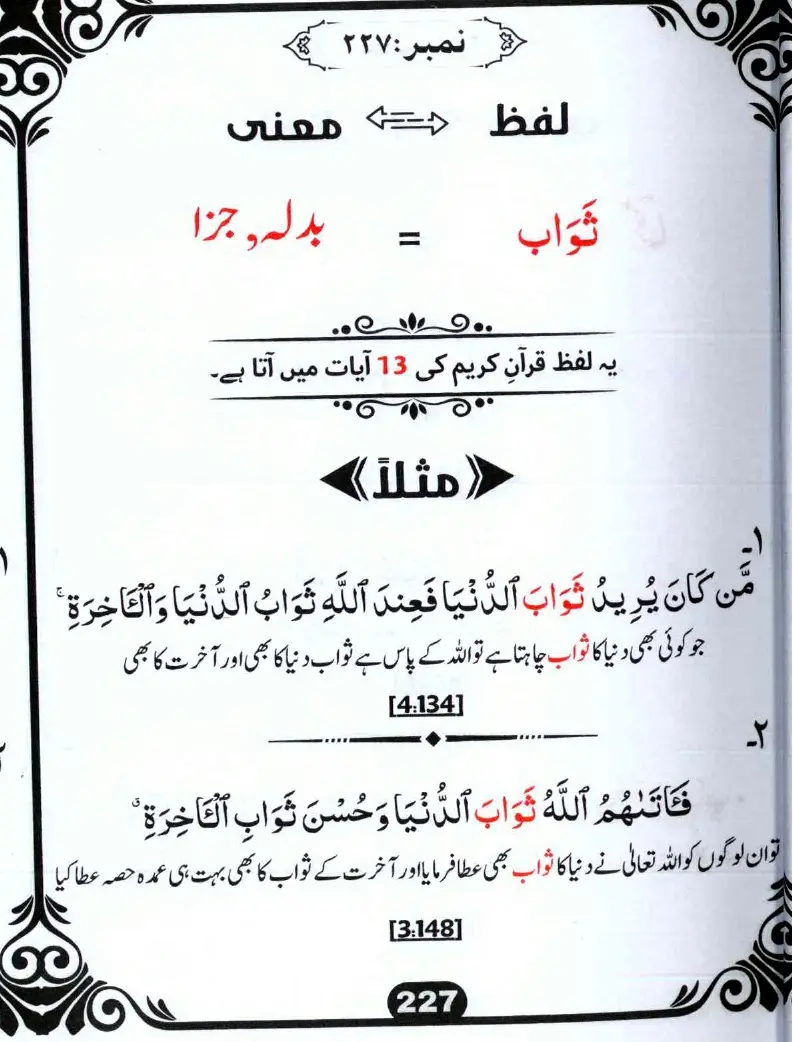 نمبر:۲۲۷
لفظ معنی
ثَوَاب = بدلہ, جزا
یہ لفظ قرآنِ کریم کی 13 آیات میں آتا ہے۔
مثلاً
۱۔
مَّن كَانَ يُرِيدُ ثَوَابَ ٱلدُّنْيَا فَعِندَ ٱللَّهِ ثَوَابُ ٱلدُّنْيَا وَٱلْـَٔاخِرَةِ ۚ
جو کوئی بھی دنیا کا ثواب چاہتا ہے تو اللہ کے پاس ہے ثواب دنیا کا بھی اور آخرت کا بھی
[4:134]
۲۔
فَـَٔاتَىٰهُمُ ٱللَّهُ ثَوَابَ ٱلدُّنْيَا وَحُسْنَ ثَوَابِ ٱلْـَٔاخِرَةِ ۗ
تو ان لوگوں کو اللہ تعالیٰ نے دنیا کا ثواب بھی عطا فرمایا اور آخرت کے ثواب کا بھی بہت ہی عمدہ حصہ عطا کیا
[3:148]
227